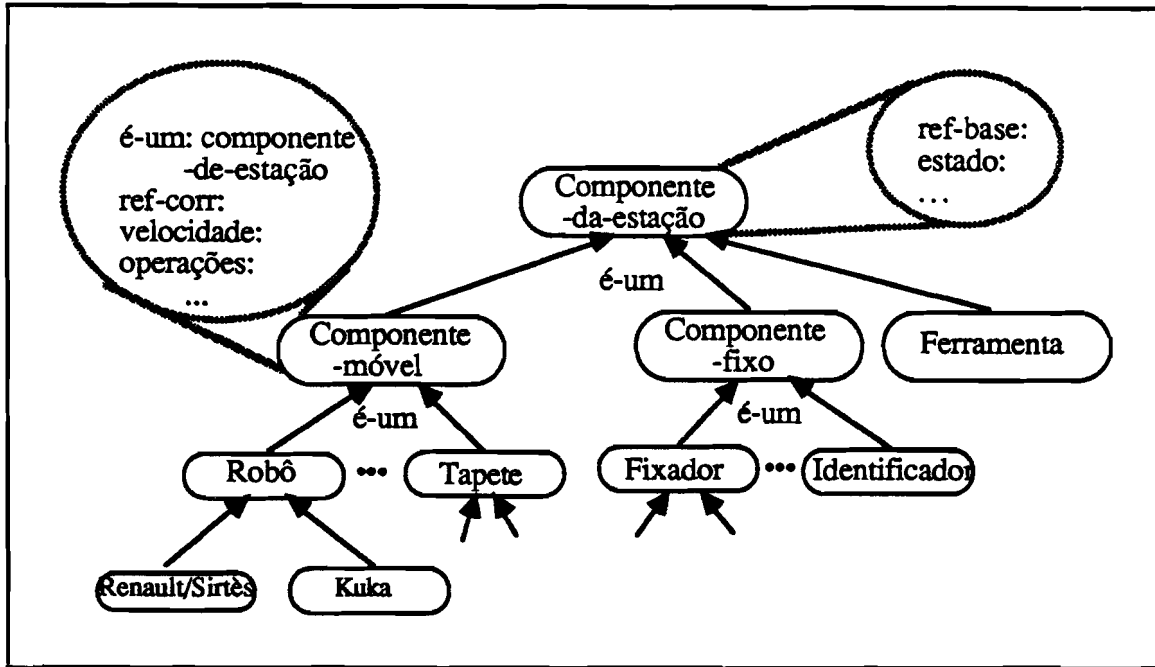 é-um: componente
-de-estação
ref-corr:
velocidade:
operações:
...
ref-base:
estado:
...
Componente
-da-estação
é-um
Componente
-móvel
Componente
-fixo
Ferramenta
é-um
é-um
Robô
...
Tapete
Fixador
...
Identificador
Renault/Sirtès
Kuka